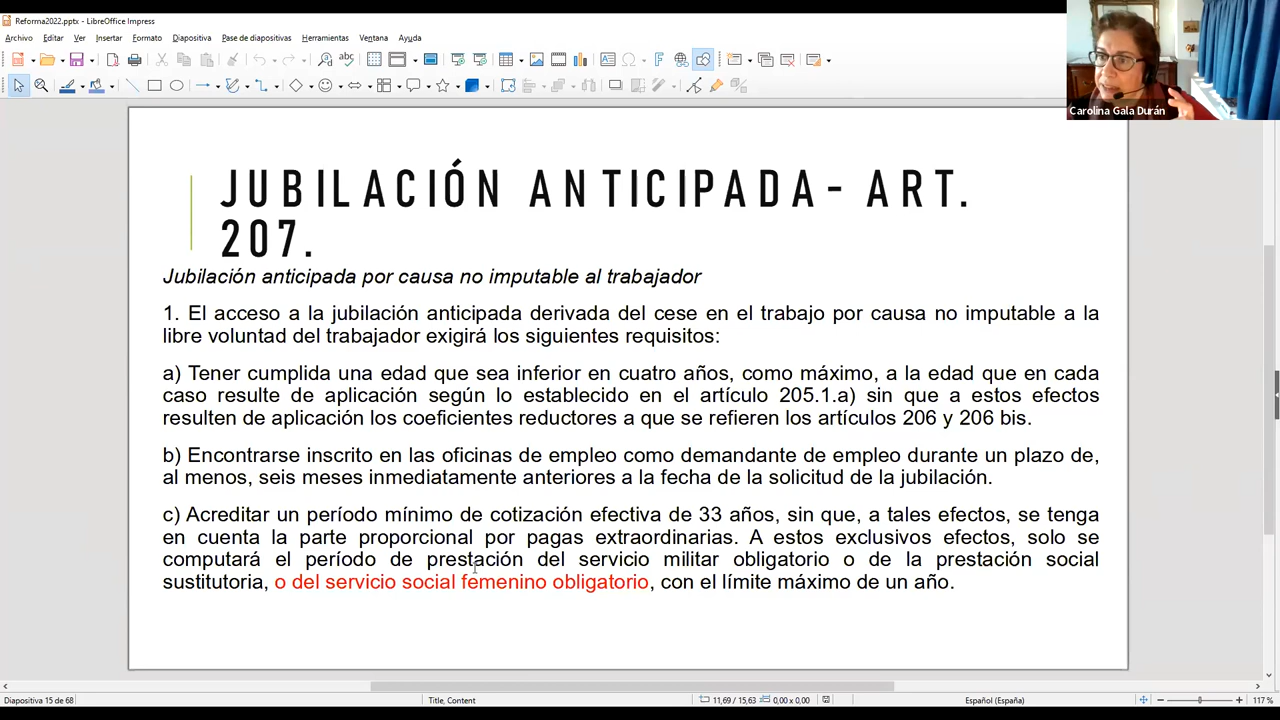 Reforma2022.pptx - LibreOffice Impress
Archivo Editar Ver Insertar Formato Diapositiva Pase de diapositivas Herramientas Ventana Ayuda
Carolina Gala Durán
JUBILACIÓN ANTICIPADA- ART.
207.
Jubilación anticipada por causa no imputable al trabajador
1. El acceso a la jubilación anticipada derivada del cese en el trabajo por causa no imputable a la
libre voluntad del trabajador exigirá los siguientes requisitos:
a) Tener cumplida una edad que sea inferior en cuatro años, como máximo, a la edad que en cada
caso resulte de aplicación según lo establecido en el artículo 205.1.a) sin que a estos efectos
resulten de aplicación los coeficientes reductores a que se refieren los artículos 206 y 206 bis.
b) Encontrarse inscrito en las oficinas de empleo como demandante de empleo durante un plazo de,
al menos, seis meses inmediatamente anteriores a la fecha de la solicitud de la jubilación.
c) Acreditar un período mínimo de cotización efectiva de 33 años, sin que, a tales efectos, se tenga
en cuenta la parte proporcional por pagas extraordinarias. A estos exclusivos efectos, solo se
computará el período de prestación del servicio militar obligatorio o de la prestación social
sustitutoria, o del servicio social femenino obligatorio, con el límite máximo de un año.
Diapositiva 15 de 68 Title, Content 11,69 / 15,63 0,00 x 0,00 Español (España) 117 %